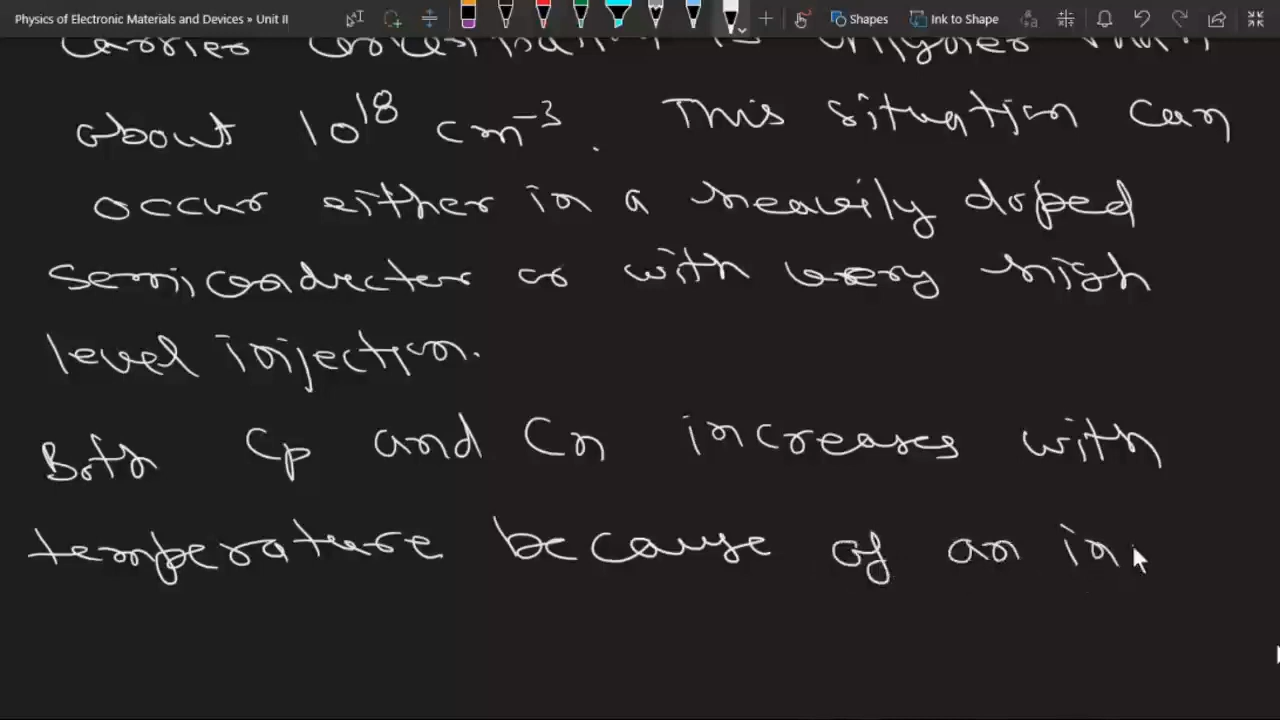 Physics of Electronic Materials and Devices » Unit II
Shapes
Ink to Shape
carrier
about 10^18 cm^-3. This situation can
occur either in a heavily doped
semiconductor or with very high
level injection.
Both Cp and Cn increases with
temperature because of an in